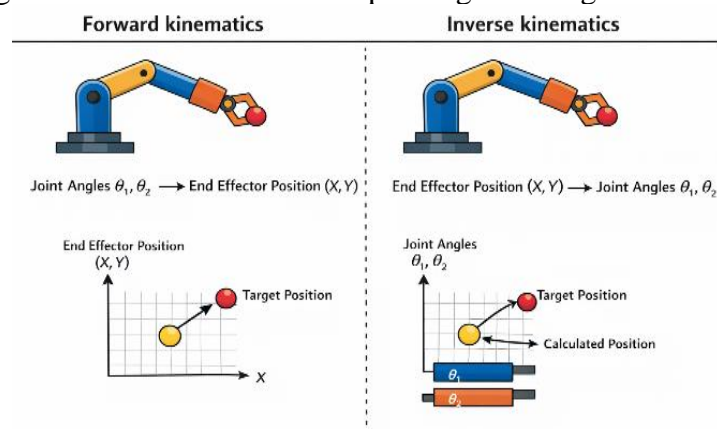 Forward kinematics
Inverse kinematics
Joint Angles θ₁, θ₂ → End Effector Position (X, Y)
End Effector Position (X, Y) → Joint Angles θ₁, θ₂
End Effector Position
(X, Y)
Target Position
X
Joint Angles
θ₁, θ₂
Target Position
Calculated Position
θ₁
θ₂